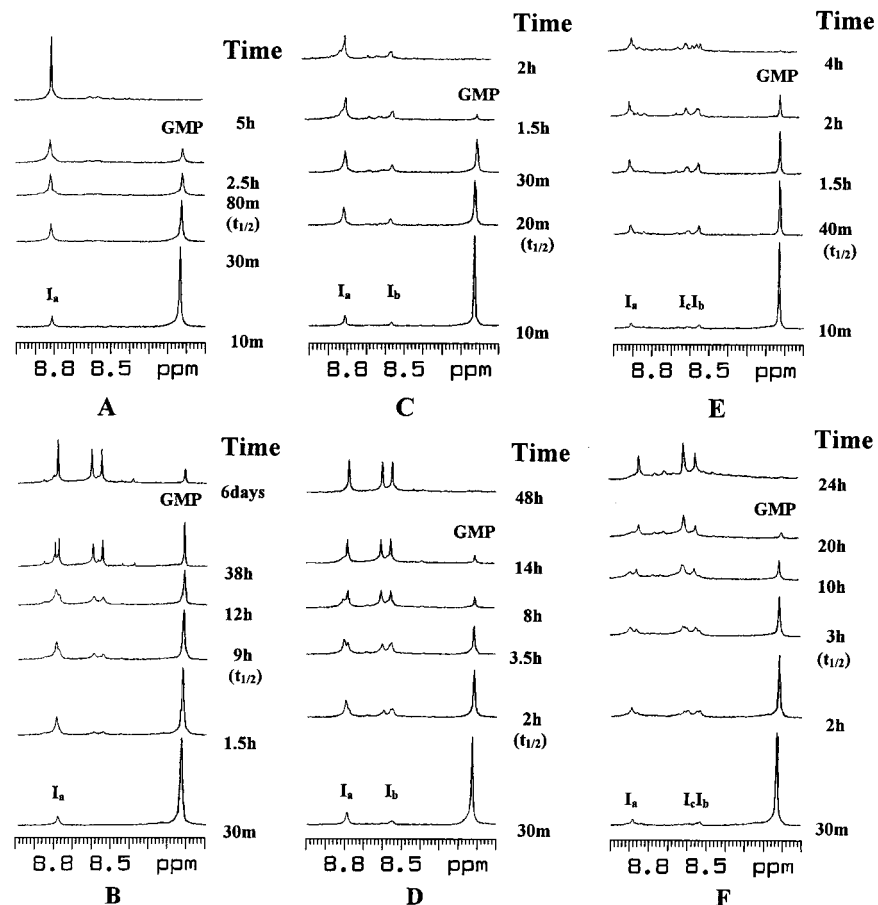 Time
5h
GMP
2.5h
80m
(t1/2)
30m
Ia
10m
8.8 8.5 ppm
A
Time
2h
GMP
1.5h
30m
20m
(t1/2)
Ia Ib
10m
8.8 8.5 ppm
C
Time
4h
GMP
2h
1.5h
40m
(t1/2)
Ia IcIb
10m
8.8 8.5 ppm
E
Time
6days
GMP
38h
12h
9h
(t1/2)
1.5h
Ia
30m
8.8 8.5 ppm
B
Time
48h
GMP
14h
8h
3.5h
2h
(t1/2)
Ia Ib
30m
8.8 8.5 ppm
D
Time
24h
GMP
20h
10h
3h
(t1/2)
2h
Ia IcIb
30m
8.8 8.5 ppm
F